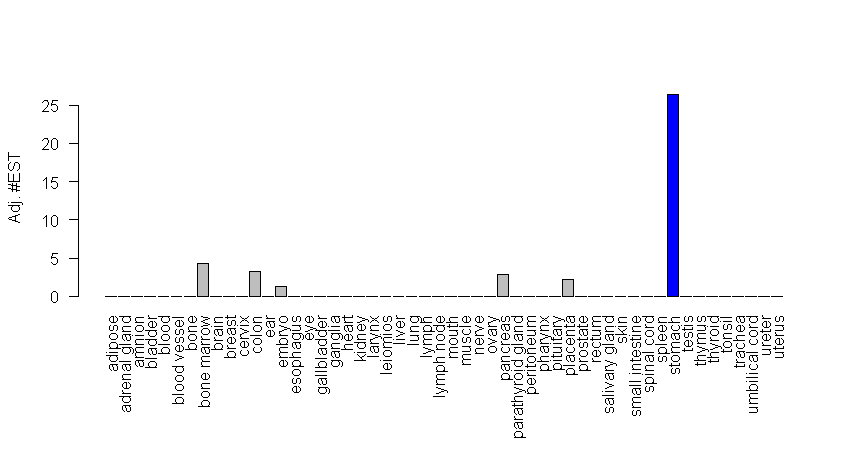 Adj. #EST
25
20
15
10
5
0
adipose
adrenal gland
amnion
bladder
blood
blood vessel
bone
bone marrow
brain
breast
cervix
colon
ear
embryo
esophagus
eye
gallbladder
ganglia
heart
kidney
larynx
leiomios
liver
lung
lymph
lymph node
mouth
muscle
nerve
ovary
pancreas
parathyroid gland
peritoneum
pharynx
pituitary
placenta
prostate
rectum
salivary gland
skin
small intestine
spinal cord
spleen
stomach
testis
thymus
thyroid
tonsil
trachea
umbilical cord
ureter
uterus